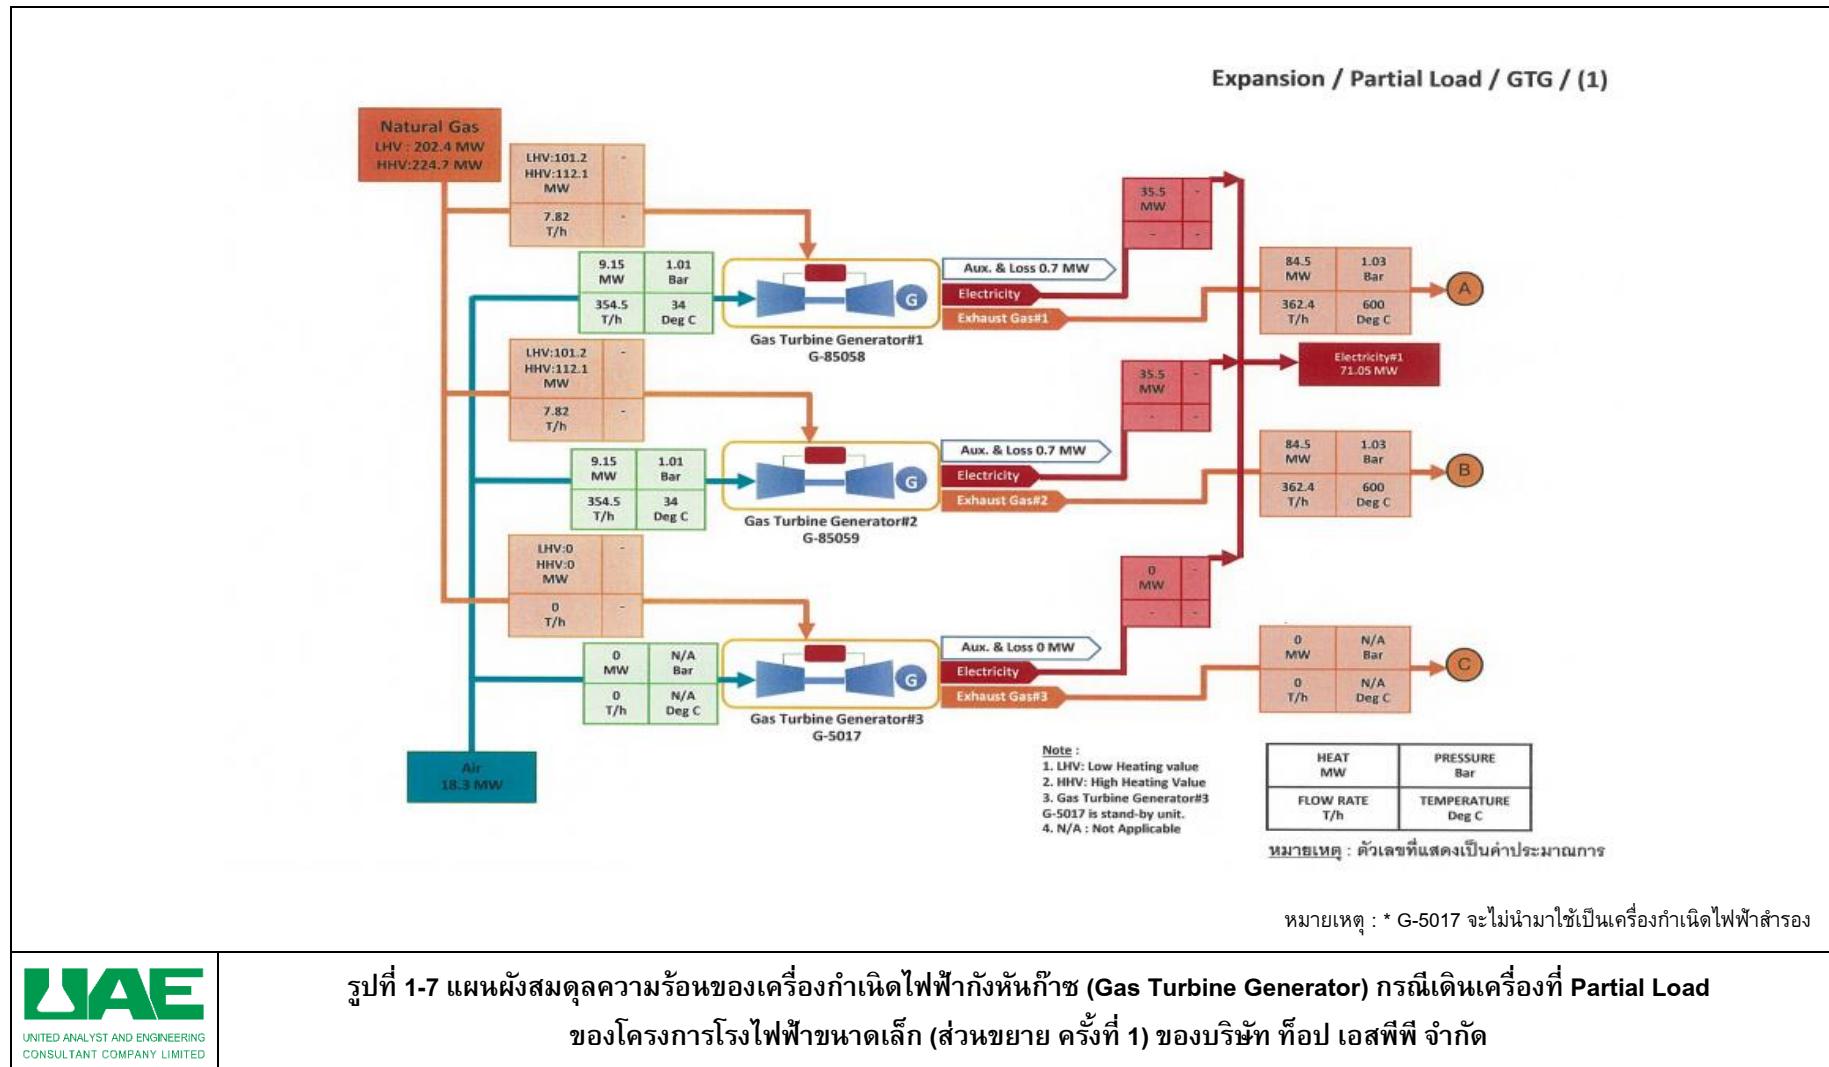 Expansion / Partial Load / GTG / (1)
Natural Gas
LHV : 202.4 MW
HHV:224.7 MW
LHV:101.2
HHV:112.1
MW
-
7.82
T/h
-
9.15
MW
1.01
Bar
354.5
T/h
34
Deg C
G
Gas Turbine Generator#1
G-85058
Aux. & Loss 0.7 MW
Electricity
Exhaust Gas#1
35.5
MW
-
-
-
84.5
MW
1.03
Bar
362.4
T/h
600
Deg C
A
Electricity#1
71.05 MW
LHV:101.2
HHV:112.1
MW
-
7.82
T/h
-
9.15
MW
1.01
Bar
354.5
T/h
34
Deg C
G
Gas Turbine Generator#2
G-85059
Aux. & Loss 0.7 MW
Electricity
Exhaust Gas#2
35.5
MW
-
-
-
84.5
MW
1.03
Bar
362.4
T/h
600
Deg C
B
LHV:0
HHV:0
MW
-
0
T/h
-
0
MW
N/A
Bar
0
T/h
N/A
Deg C
G
Gas Turbine Generator#3
G-5017
Aux. & Loss 0 MW
Electricity
Exhaust Gas#3
0
MW
-
-
-
0
MW
N/A
Bar
0
T/h
N/A
Deg C
C
Air
18.3 MW
Note :
1. LHV: Low Heating value
2. HHV: High Heating Value
3. Gas Turbine Generator#3
G-5017 is stand-by unit.
4. N/A : Not Applicable
HEAT
MW
PRESSURE
Bar
FLOW RATE
T/h
TEMPERATURE
Deg C
หมายเหตุ : ตัวเลขที่แสดงเป็นค่าประมาณการ
หมายเหตุ : * G-5017 จะไม่นำมาใช้เป็นเครื่องกำเนิดไฟฟ้าสำรอง
UAE
UNITED ANALYST AND ENGINEERING
CONSULTANT COMPANY LIMITED
รูปที่ 1-7 แผนผังสมดุลความร้อนของเครื่องกำเนิดไฟฟ้ากังหันก๊าซ (Gas Turbine Generator) กรณีเดินเครื่องที่ Partial Load
ของโครงการโรงไฟฟ้าขนาดเล็ก (ส่วนขยาย ครั้งที่ 1) ของบริษัท ท็อป เอสพีพี จำกัด